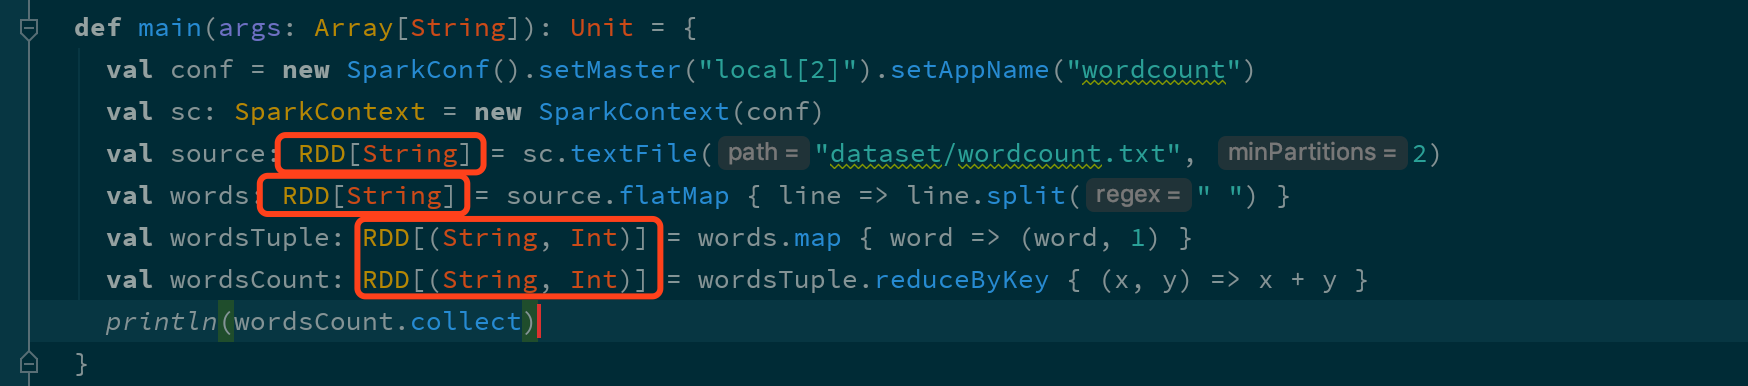 def main(args: Array[String]): Unit = {
val conf = new SparkConf().setMaster("local[2]").setAppName("wordcount")
val sc: SparkContext = new SparkContext(conf)
val source: RDD[String] = sc.textFile( path = "dataset/wordcount.txt", minPartitions = 2)
val words: RDD[String] = source.flatMap { line => line.split( regex = " ") }
val wordsTuple: RDD[(String, Int)] = words.map { word => (word, 1) }
val wordsCount: RDD[(String, Int)] = wordsTuple.reduceByKey { (x, y) => x + y }
println(wordsCount.collect)
}